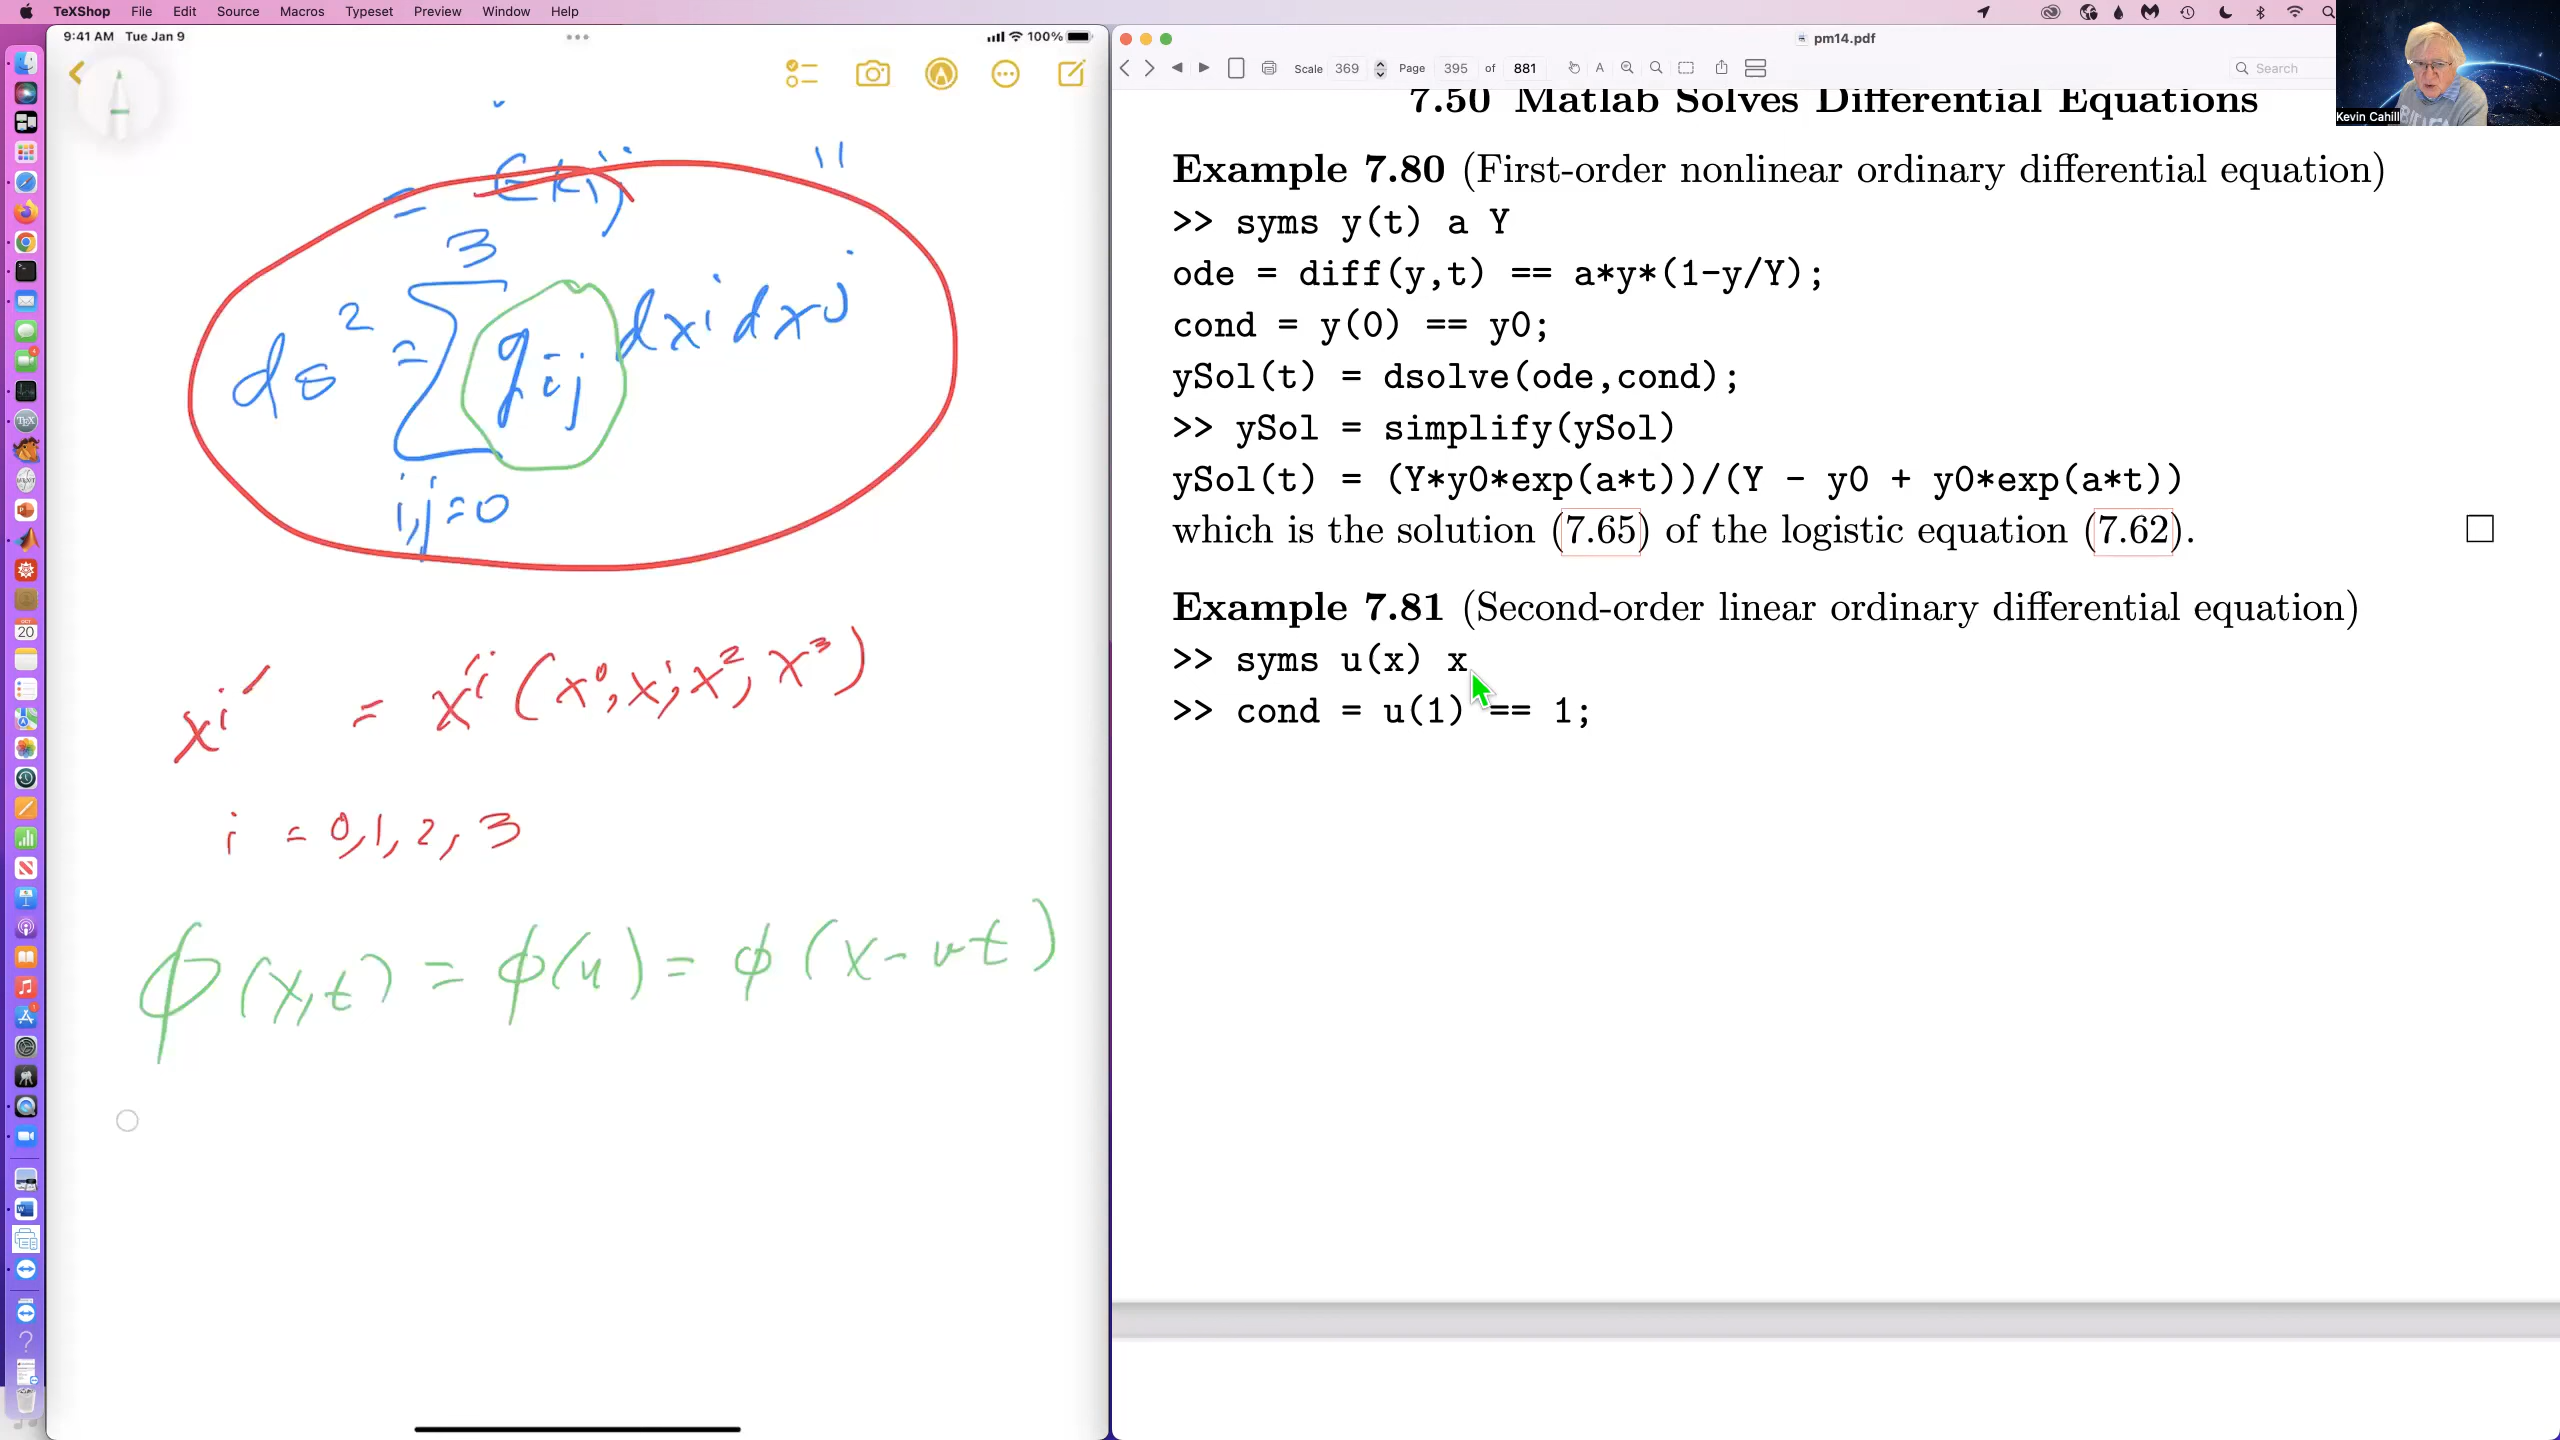 TeXShop File Edit Source Macros Typeset Preview Window Help
9:41 AM Tue Jan 9
100%
= ϵkij
ds² = ∑ gij dxi dxj
3
i,j=0
xi′ = x′i (x0, x1, x2, x3)
i = 0, 1, 2, 3
ϕ(x,t) = ϕ(u) = ϕ(x-vt)
pm14.pdf
Scale 369 Page 395 of 881
Search
Kevin Cahill
7.50 Matlab Solves Differential Equations
Example 7.80 (First-order nonlinear ordinary differential equation)
>> syms y(t) a Y
ode = diff(y,t) == a*y*(1-y/Y);
cond = y(0) == y0;
ySol(t) = dsolve(ode,cond);
>> ySol = simplify(ySol)
ySol(t) = (Y*y0*exp(a*t))/(Y - y0 + y0*exp(a*t))
which is the solution (7.65) of the logistic equation (7.62).
Example 7.81 (Second-order linear ordinary differential equation)
>> syms u(x) x
>> cond = u(1) == 1;